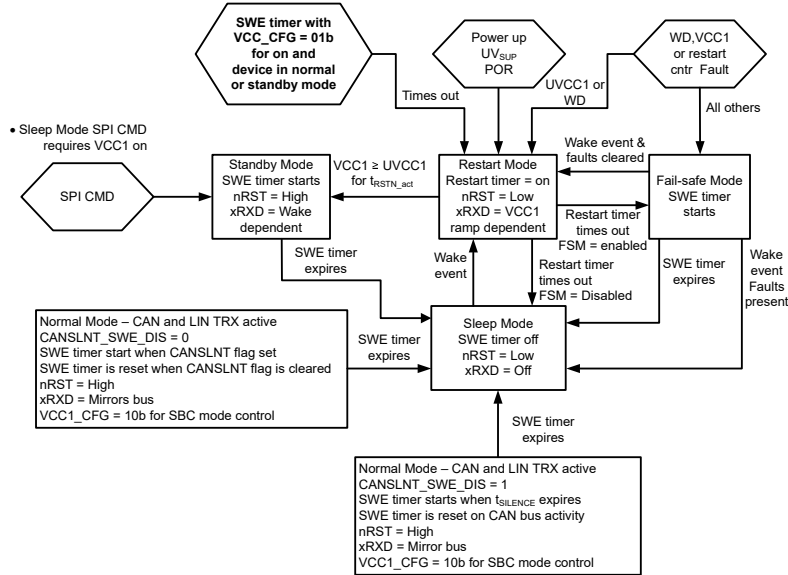 SWE timer with
VCC_CFG = 01b
for on and
device in normal
or standby mode
Power up
UVSUP
POR
WD,VCC1
or restart
cntr Fault
Times out
UVCC1 or
WD
All others
• Sleep Mode SPI CMD
requires VCC1 on
SPI CMD
Standby Mode
SWE timer starts
nRST = High
xRXD = Wake
dependent
VCC1 ≥ UVCC1
for tRSTN_act
Restart Mode
Restart timer = on
nRST = Low
xRXD = VCC1
ramp dependent
Wake event &
faults cleared
Fail-safe Mode
SWE timer
starts
Restart timer
times out
FSM = enabled
SWE timer
expires
Wake
event
Restart timer
times out
FSM = Disabled
SWE timer
expires
Wake
event
Faults
present
Normal Mode – CAN and LIN TRX active
CANSLNT_SWE_DIS = 0
SWE timer start when CANSLNT flag set
SWE timer is reset when CANSLNT flag is cleared
nRST = High
xRXD = Mirrors bus
VCC1_CFG = 10b for SBC mode control
SWE timer
expires
Sleep Mode
SWE timer off
nRST = Low
xRXD = Off
SWE timer
expires
Normal Mode – CAN and LIN TRX active
CANSLNT_SWE_DIS = 1
SWE timer starts when tSILENCE expires
SWE timer is reset on CAN bus activity
nRST = High
xRXD = Mirror bus
VCC1_CFG = 10b for SBC mode control